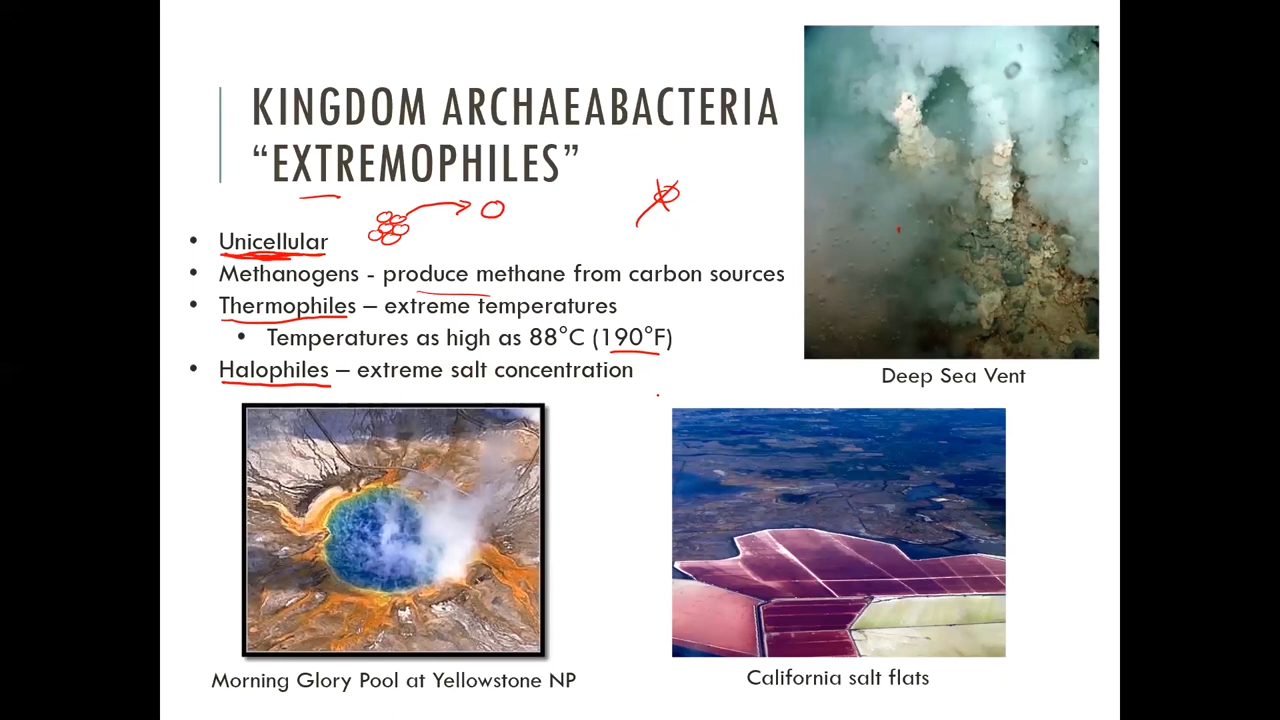 KINGDOM ARCHAEABACTERIA
“EXTREMOPHILES”
• Unicellular
• Methanogens - produce methane from carbon sources
• Thermophiles – extreme temperatures
• Temperatures as high as 88°C (190°F)
• Halophiles – extreme salt concentration
Deep Sea Vent
Morning Glory Pool at Yellowstone NP
California salt flats